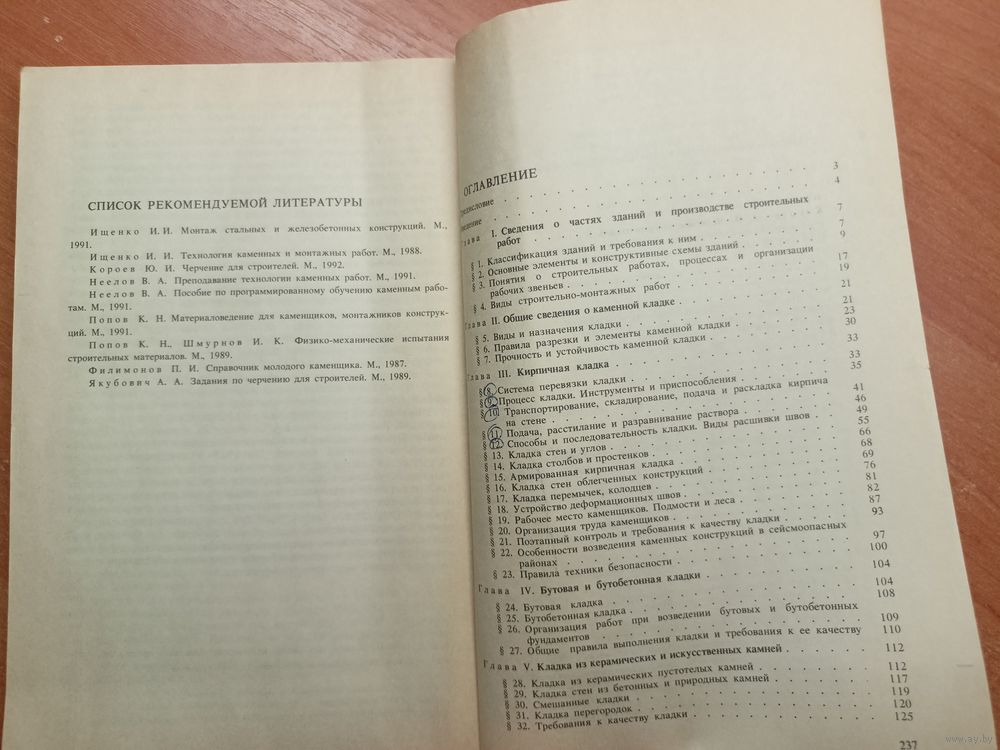 СПИСОК РЕКОМЕНДУЕМОЙ ЛИТЕРАТУРЫ
Ищенко И.И. Монтаж стальных и железобетонных конструкций. М.,
1991.
Ищенко И. И. Технология каменных и монтажных работ. М., 1988.
Короев Ю. И. Черчение для строителей. М., 1992.
Неелов В. А. Преподавание технологии каменных работ. М., 1991.
Неелов В. А. Пособие по программированному обучению каменным рабо-
там. М., 1991.
Попов К. Н. Материаловедение для каменщиков, монтажников конструк-
ций. М., 1991.
Попов К. Н., Шмурнов И. К. Физико-механические испытания
строительных материалов. М., 1989.
Филимонов П. И. Справочник молодого каменщика. М., 1987.
Якубович А. А. Задания по черчению для строителей. М., 1989.
ОГЛАВЛЕНИЕ
Предисловие . . . 3
Введение . . . 4
Глава I. Сведения о частях зданий и производстве строительных
работ . . . 7
§ 1. Классификация зданий и требования к ним . . . 7
§ 2. Основные элементы и конструктивные схемы зданий . . . 9
§ 3. Понятия о строительных работах, процессах и организации
рабочих звеньев . . . 17
§ 4. Виды строительно-монтажных работ . . . 19
Глава II. Общие сведения о каменной кладке . . . 21
§ 5. Виды и назначения кладки . . . 21
§ 6. Правила разрезки и элементы каменной кладки . . . 23
§ 7. Прочность и устойчивость каменной кладки . . . 30
Глава III. Кирпичная кладка . . . 33
§ 8. Система перевязки кладки . . . 33
§ 9. Процесс кладки. Инструменты и приспособления . . . 35
§ 10. Транспортирование, складирование, подача и раскладка кирпича
на стене . . . 41
§ 11. Подача, расстилание и разравнивание раствора . . . 46
§ 12. Способы и последовательность кладки. Виды расшивки швов . . . 49
§ 13. Кладка стен и углов . . . 55
§ 14. Кладка столбов и простенков . . . 66
§ 15. Армированная кирпичная кладка . . . 68
§ 16. Кладка стен облегченных конструкций . . . 69
§ 17. Кладка перемычек, колодцев . . . 76
§ 18. Устройство деформационных швов . . . 81
§ 19. Рабочее место каменщиков. Подмости и леса . . . 82
§ 20. Организация труда каменщиков . . . 87
§ 21. Поэтапный контроль и требования к качеству кладки . . . 93
§ 22. Особенности возведения каменных конструкций в сейсмоопасных
районах . . . 97
§ 23. Правила техники безопасности . . . 100
Глава IV. Бутовая и бутобетонная кладки . . . 104
§ 24. Бутовая кладка . . . 104
§ 25. Бутобетонная кладка . . . 108
§ 26. Организация работ при возведении бутовых и бутобетонных
фундаментов . . . 109
§ 27. Общие правила выполнения кладки и требования к ее качеству 110
Глава V. Кладка из керамических и искусственных камней . . . 112
§ 28. Кладка из керамических пустотелых камней . . . 112
§ 29. Кладка стен из бетонных и природных камней . . . 117
§ 30. Смешанные кладки . . . 119
§ 31. Кладка перегородок . . . 120
§ 32. Требования к качеству кладки . . . 125
237
www.ay.by